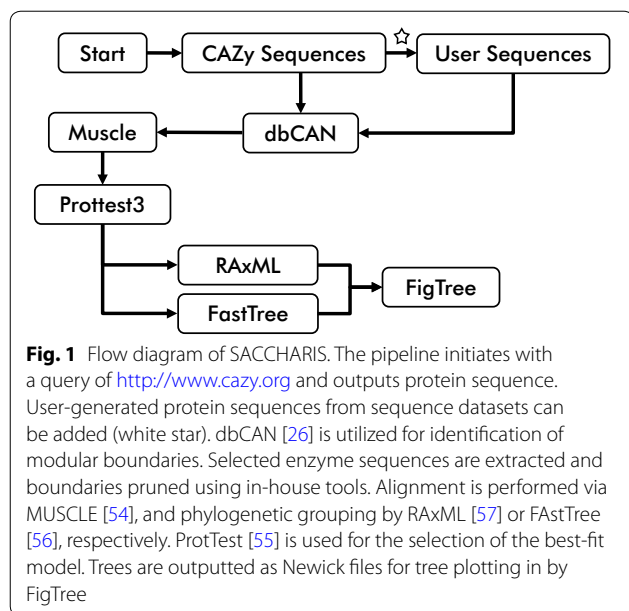 Start
CAZy Sequences
User Sequences
Muscle
dbCAN
Prottest3
RAxML
FastTree
FigTree
Fig. 1 Flow diagram of SACCHARIS. The pipeline initiates with
a query of http://www.cazy.org and outputs protein sequence.
User-generated protein sequences from sequence datasets can
be added (white star). dbCAN [26] is utilized for identification of
modular boundaries. Selected enzyme sequences are extracted and
boundaries pruned using in-house tools. Alignment is performed via
MUSCLE [54], and phylogenetic grouping by RAxML [57] or FAstTree
[56], respectively. ProtTest [55] is used for the selection of the best-fit
model. Trees are outputted as Newick files for tree plotting in by
FigTree